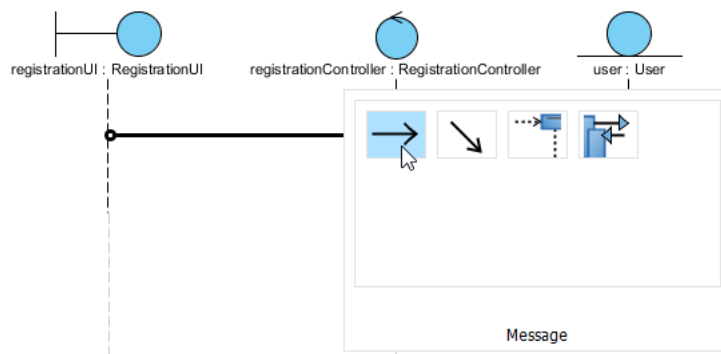 registrationUI : RegistrationUI
registrationController : RegistrationController
user : User
Message